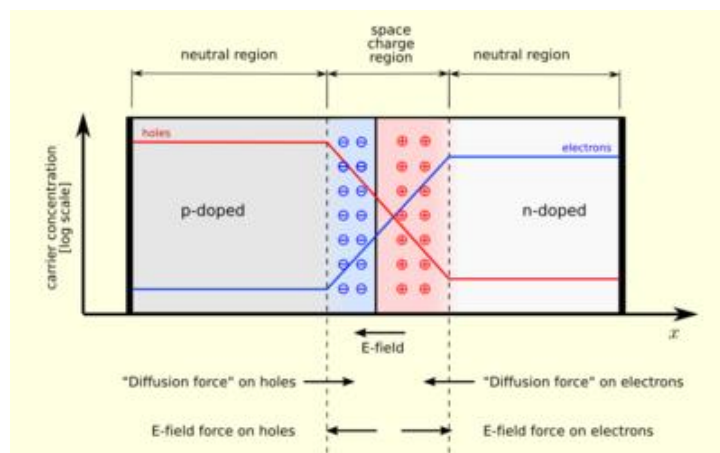 space
charge
region
neutral region
neutral region
holes
electrons
carrier concentration
[log scale]
p-doped
n-doped
x
E-field
"Diffusion force" on holes
"Diffusion force" on electrons
E-field force on holes
E-field force on electrons